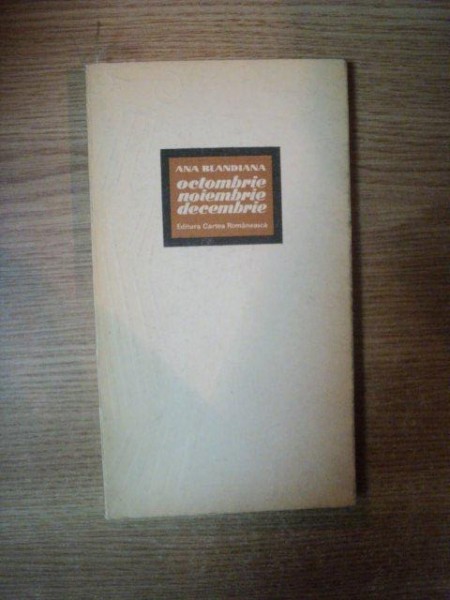 ANA BLANDIANA
octombrie
noiembrie
decembrie
Editura Cartea Românească